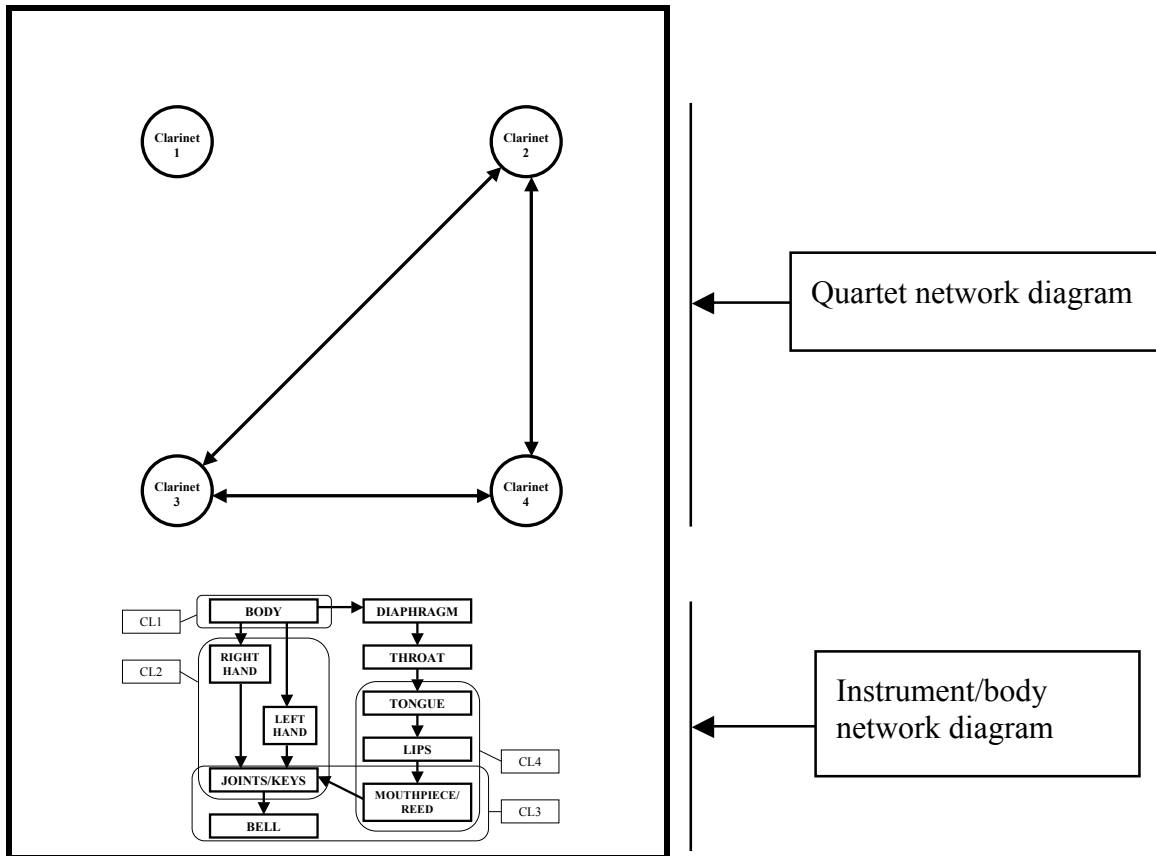 Clarinet
1
Clarinet
2
Quartet network diagram
Clarinet
3
Clarinet
4
CL1
BODY
DIAPHRAGM
CL2
RIGHT
HAND
THROAT
TONGUE
LEFT
HAND
LIPS
CL4
JOINTS/KEYS
MOUTHPIECE/
REED
CL3
BELL
Instrument/body
network diagram